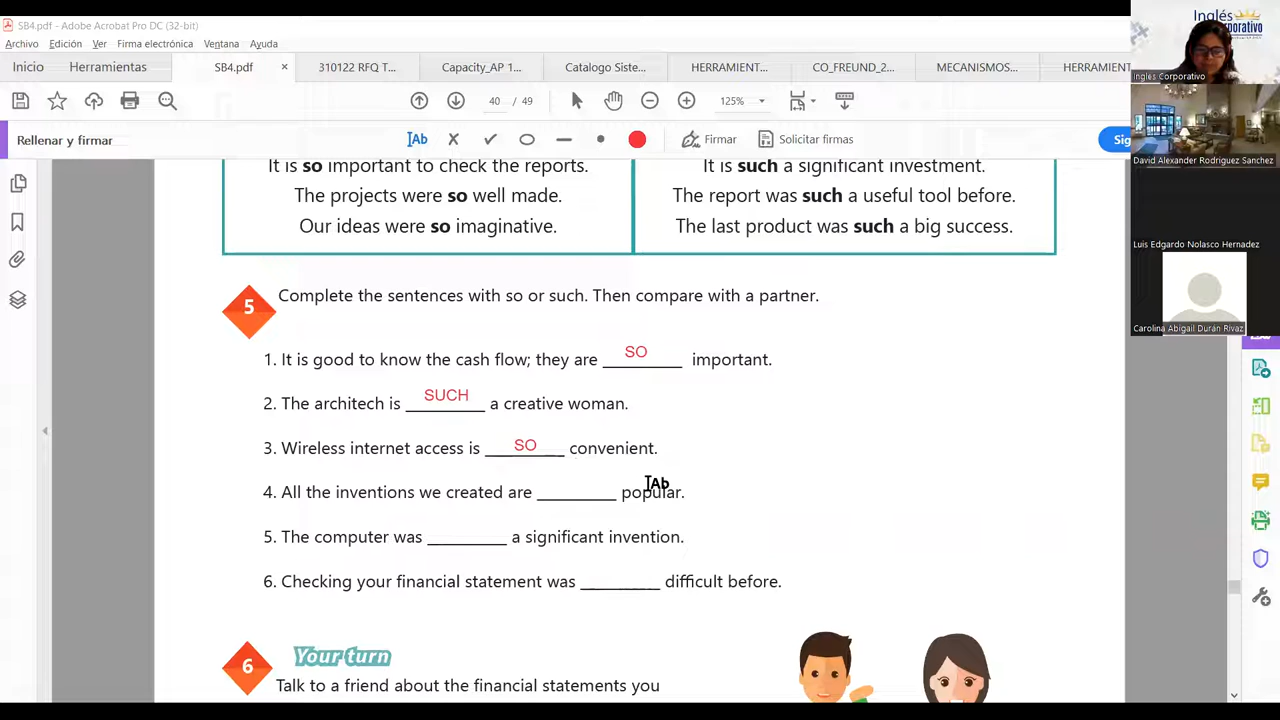 SB4.pdf - Adobe Acrobat Pro DC (32-bit)
Archivo Edición Ver Firma electrónica Ventana Ayuda
Inicio Herramientas SB4.pdf × 310122 RFQ T... Capacity_AP 1... Catalogo Siste... HERRAMIENT... CO_FREUND_2... MECANISMOS... HERRAMIENT
40 / 49 125%
Rellenar y firmar Ab Firmar Solicitar firmas Sig
It is so important to check the reports.
The projects were so well made.
Our ideas were so imaginative.
It is such a significant investment.
The report was such a useful tool before.
The last product was such a big success.
5 Complete the sentences with so or such. Then compare with a partner.
1. It is good to know the cash flow; they are SO important.
2. The architech is SUCH a creative woman.
3. Wireless internet access is SO convenient.
4. All the inventions we created are ________ popular.
Ab
5. The computer was ________ a significant invention.
6. Checking your financial statement was ________ difficult before.
6 Your turn
Talk to a friend about the financial statements you
Inglés
Corporativo
Inglés Corporativo
David Alexander Rodriguez Sanchez
Luis Edgardo Nolasco Hernadez
Carolina Abigail Durán Rivaz